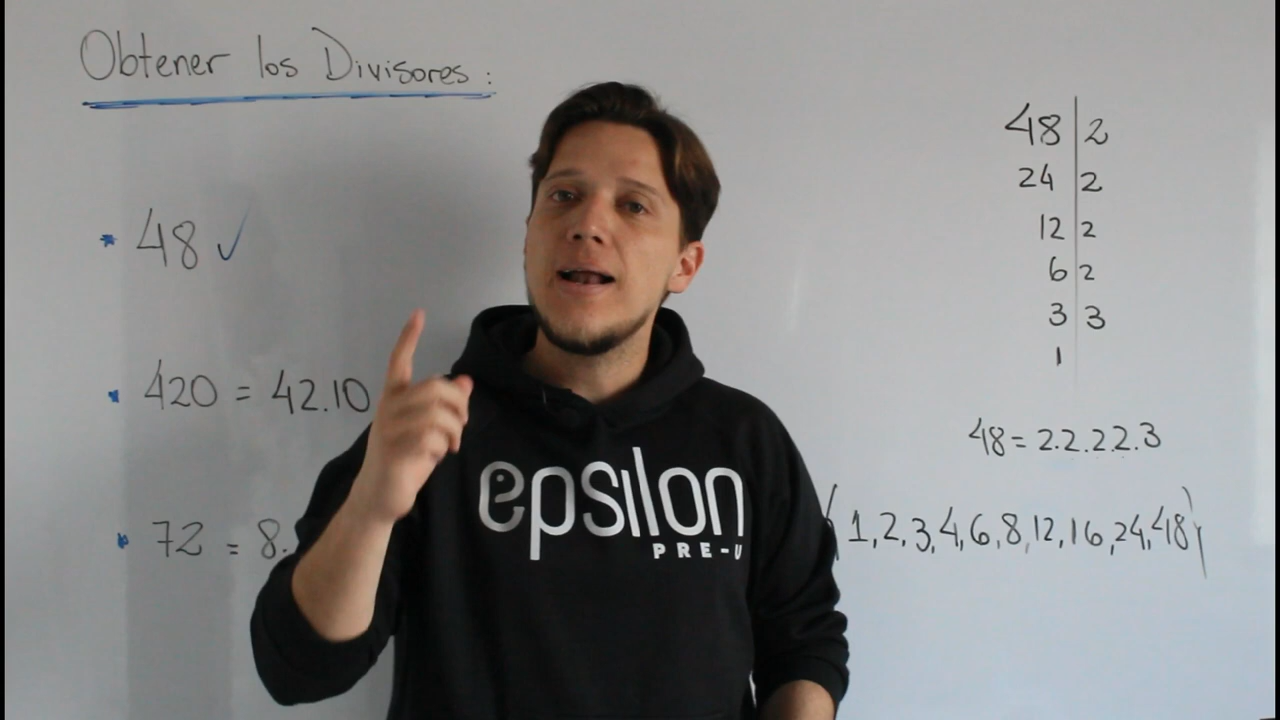 Obtener los Divisores:
48 ✓
420 = 42.10
72 = 8.
epsilon
PRE-U
48 | 2
24 | 2
12 | 2
6 | 2
3 | 3
1
48 = 2.2.2.2.3
(1, 2, 3, 4, 6, 8, 12, 16, 24, 48)